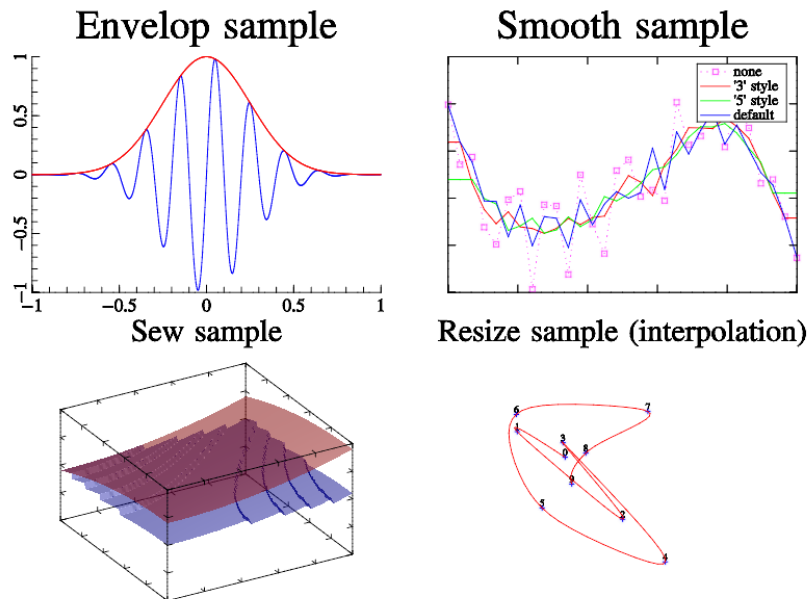 Envelop sample
1
0.5
0
−0.5
−1
−1
−0.5
0
0.5
1
Smooth sample
none
'3' style
'5' style
default
Sew sample
Resize sample (interpolation)
6
7
1
3
0
8
9
5
2
4